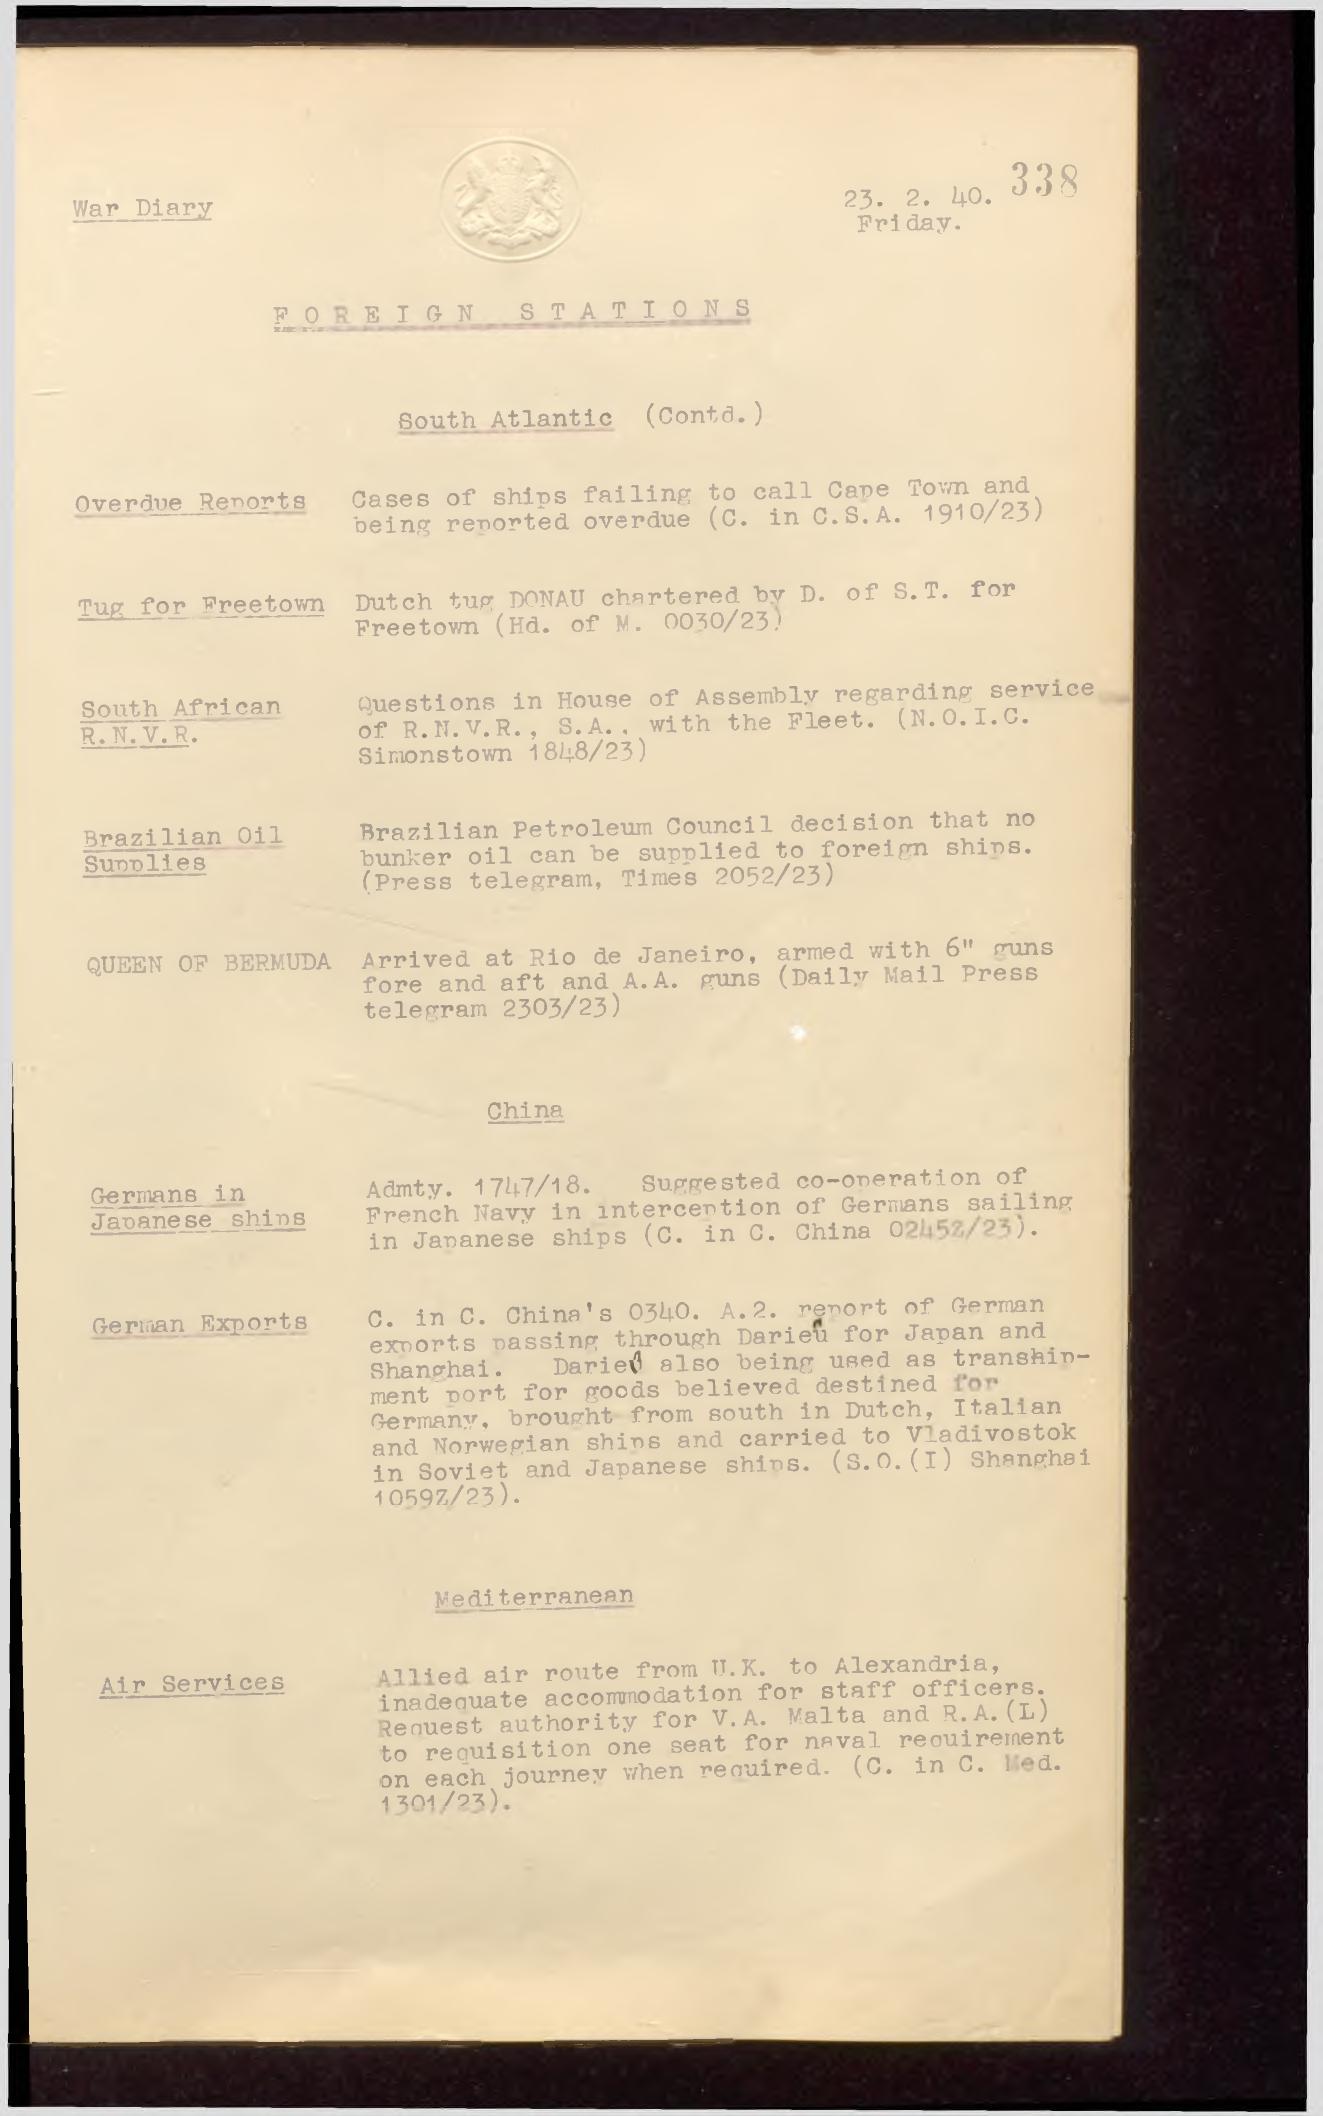 338
War Diary
23. 2. 40.
Friday.
FOREIGN STATIONS
South Atlantic (Contd.)
Overdue Reports
Cases of ships failing to call Cape Town and
being reported overdue (C. in C.S.A. 1910/23)
Tug for Freetown
Dutch tug DONAU chartered by D. of S.T. for
Freetown (Hd. of M. 0030/23)
South African
R.N.V.R.
Questions in House of Assembly regarding service
of R.N.V.R., S.A., with the Fleet. (N.O.I.C.
Simonstown 1848/23)
Brazilian Oil
Supplies
Brazilian Petroleum Council decision that no
bunker oil can be supplied to foreign ships.
(Press telegram, Times 2052/23)
QUEEN OF BERMUDA
Arrived at Rio de Janeiro, armed with 6" guns
fore and aft and A.A. guns (Daily Mail Press
telegram 2303/23)
China
Germans in
Japanese ships
Admty. 1747/18. Suggested co-operation of
French Navy in interception of Germans sailing
in Japanese ships (C. in C. China 0245Z/23).
German Exports
C. in C. China's 0340. A.2. report of German
exports passing through Darien for Japan and
Shanghai. Darien also being used as tranship-
ment port for goods believed destined for
Germany, brought from south in Dutch, Italian
and Norwegian ships and carried to Vladivostok
in Soviet and Japanese ships. (S.O.(I) Shanghai
1059Z/23).
Mediterranean
Air Services
Allied air route from U.K. to Alexandria,
inadequate accommodation for staff officers.
Request authority for V.A. Malta and R.A.(L)
to requisition one seat for naval requirement
on each journey when required. (C. in C. Med.
1301/23).